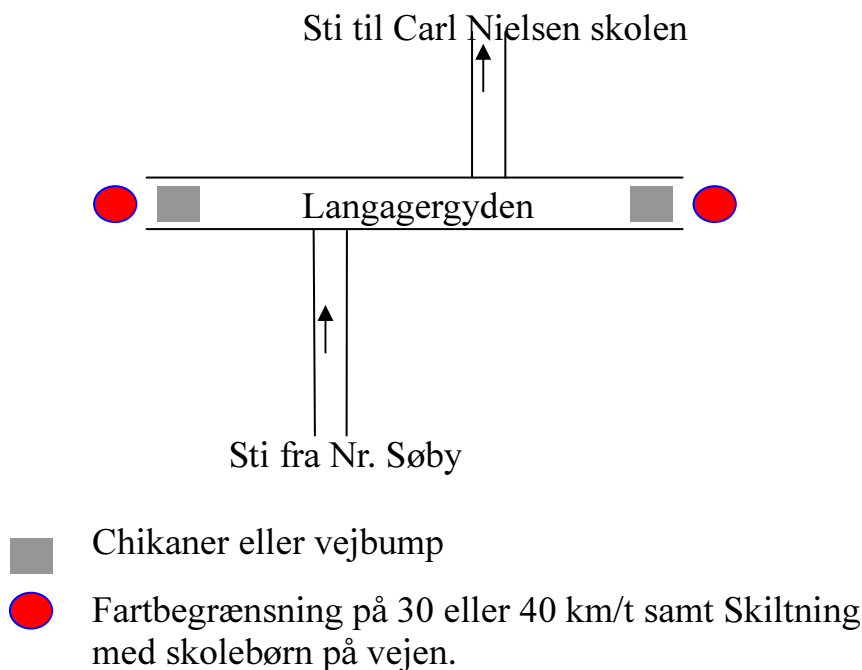 Sti til Carl Nielsen skolen
Langagergyden
Sti fra Nr. Søby
Chikaner eller vejbump
Fartbegrænsning på 30 eller 40 km/t samt Skiltning
med skolebørn på vejen.